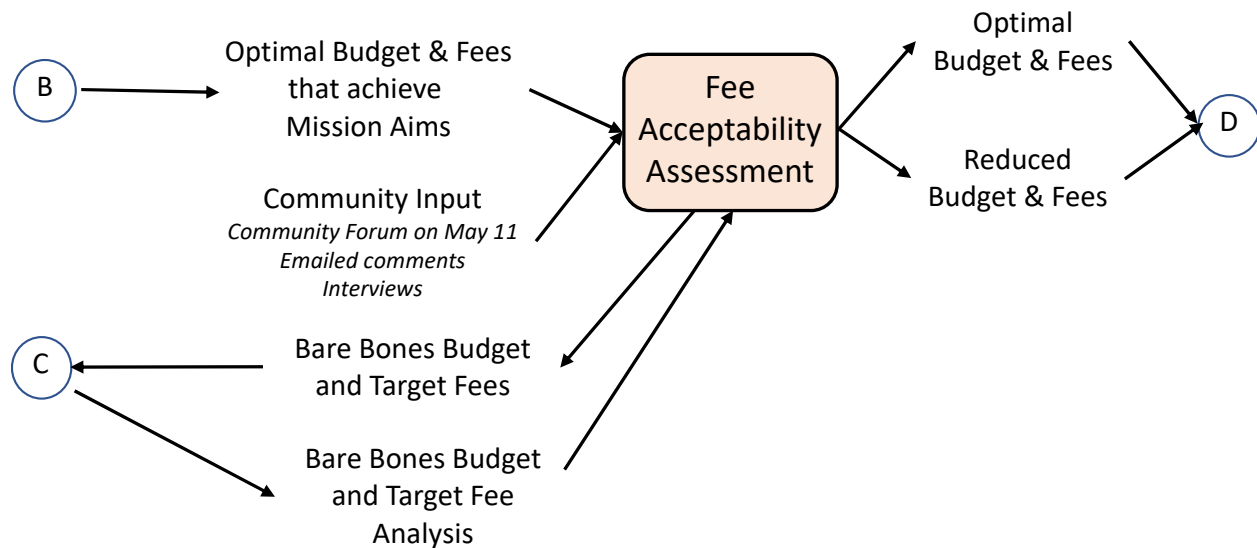 B
Optimal Budget & Fees
that achieve
Mission Aims
Community Input
Community Forum on May 11
Emailed comments
Interviews
Fee
Acceptability
Assessment
Optimal
Budget & Fees
Reduced
Budget & Fees
D
C
Bare Bones Budget
and Target Fees
Bare Bones Budget
and Target Fee
Analysis